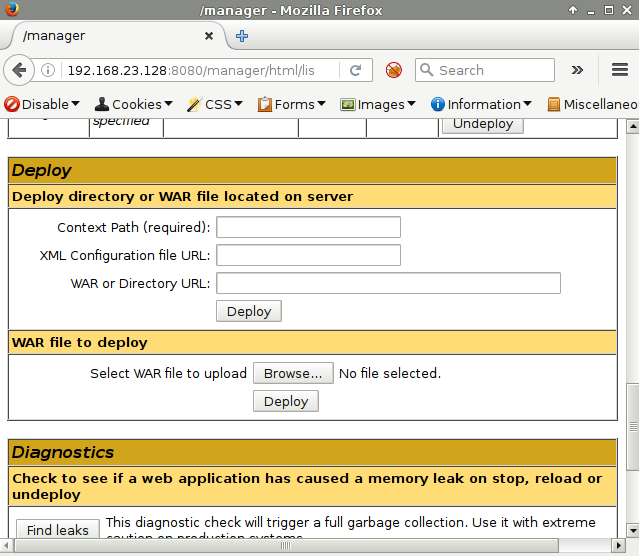 /manager - Mozilla Firefox
/manager
192.168.23.128:8080/manager/html/lis
Search
Disable Cookies CSS Forms Images Information Miscellaneo
specified
Undeploy
Deploy
Deploy directory or WAR file located on server
Context Path (required):
XML Configuration file URL:
WAR or Directory URL:
Deploy
WAR file to deploy
Select WAR file to upload Browse... No file selected.
Deploy
Diagnostics
Check to see if a web application has caused a memory leak on stop, reload or
undeploy
Find leaks
This diagnostic check will trigger a full garbage collection. Use it with extreme
caution on production systems.